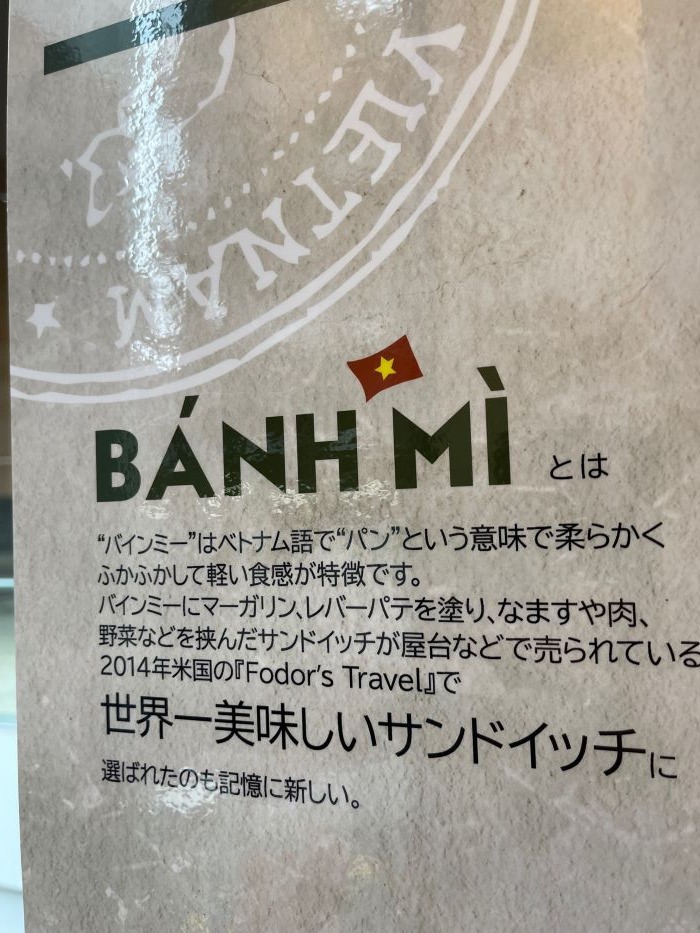 VIETNAM
BÁNH MÌ とは
“バインミー”はベトナム語で“パン”という意味で柔らかく
ふかふかして軽い食感が特徴です。
バインミーにマーガリン、レバーパテを塗り、なますや肉、
野菜などを挟んだサンドイッチが屋台などで売られている
2014年米国の『Fodor's Travel』で
世界一美味しいサンドイッチに
選ばれたのも記憶に新しい。